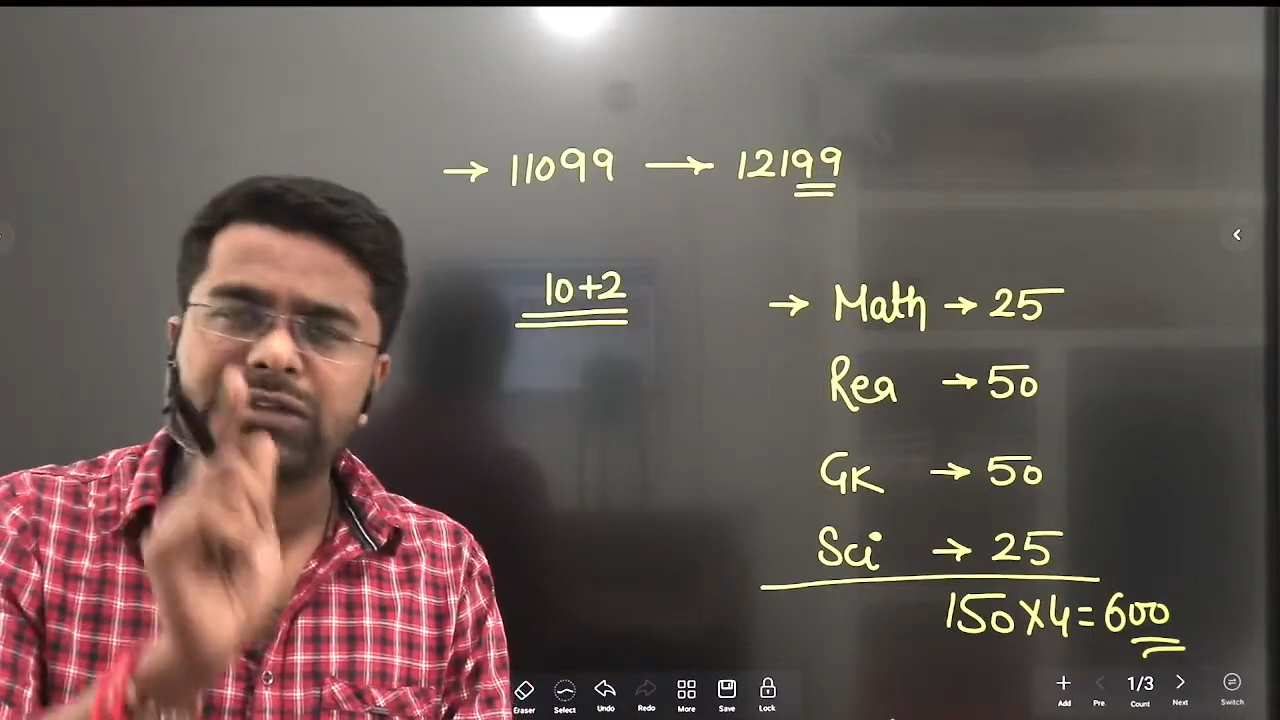 → 11099 → 12199
10+2
→ Math → 25
Rea → 50
GK → 50
Sci → 25
150×4=600
Eraser Select Undo Redo More Save Lock
Add Pre. 1/3 Count Next Switch